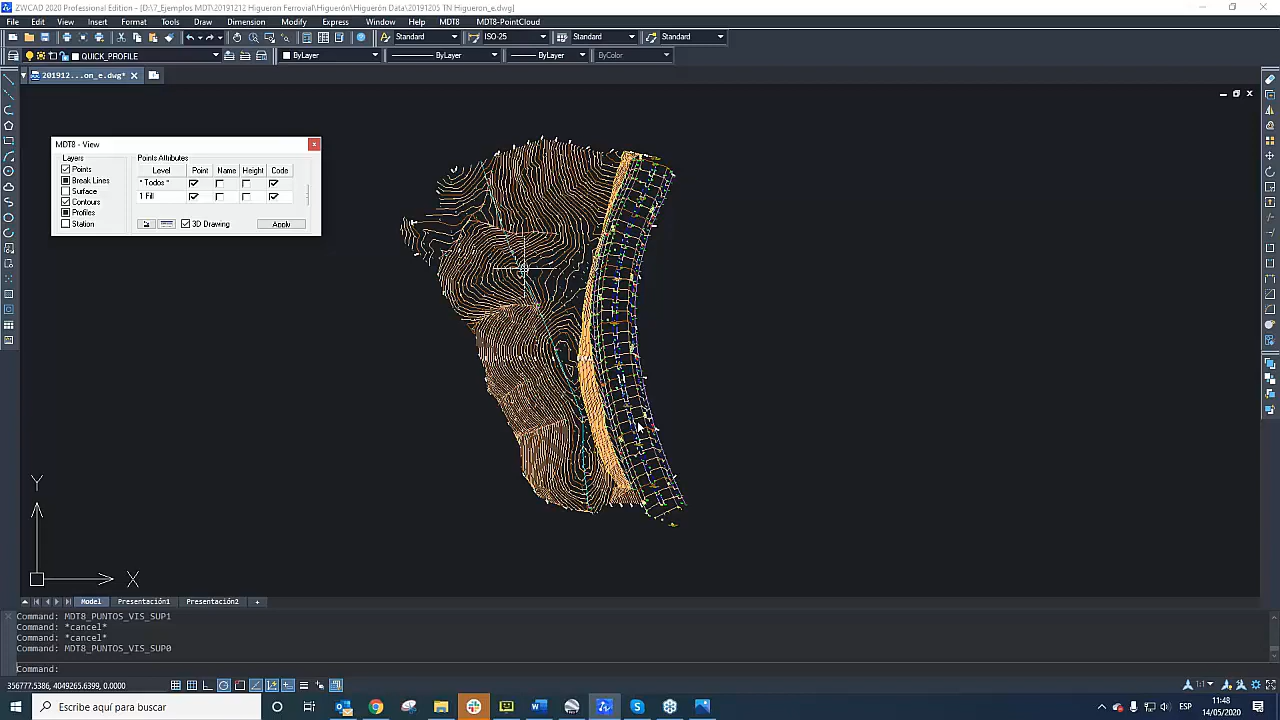 ZWCAD 2020 Professional Edition - [D:\7_Ejemplos MDT\20191212 Higueron Ferrovial\Higuerón\Higuerón Data\20191205 TN Higueron_e.dwg*]
File Edit View Insert Format Tools Draw Dimension Modify Express Window Help MDT8 MDT8-PointCloud
Standard ISO-25 Standard Standard
QUICK_PROFILE ByLayer ByLayer ByLayer ByColor
201912...on_e.dwg*
MDT8 - View
Layers Points Attributes
Points Level Point Name Height Code
Break Lines * Todos *
Surface 1 Fill
Contours
Profiles
Station 3D Drawing Apply
Y
X
Model Presentación1 Presentación2 +
Command: MDT8_PUNTOS_VIS_SUP1
Command: *cancel*
Command: *cancel*
Command: MDT8_PUNTOS_VIS_SUP0
Command:
356777.5386, 4049265.6399, 0.0000 1:1
Escribe aquí para buscar ESP 11:48
14/05/2020